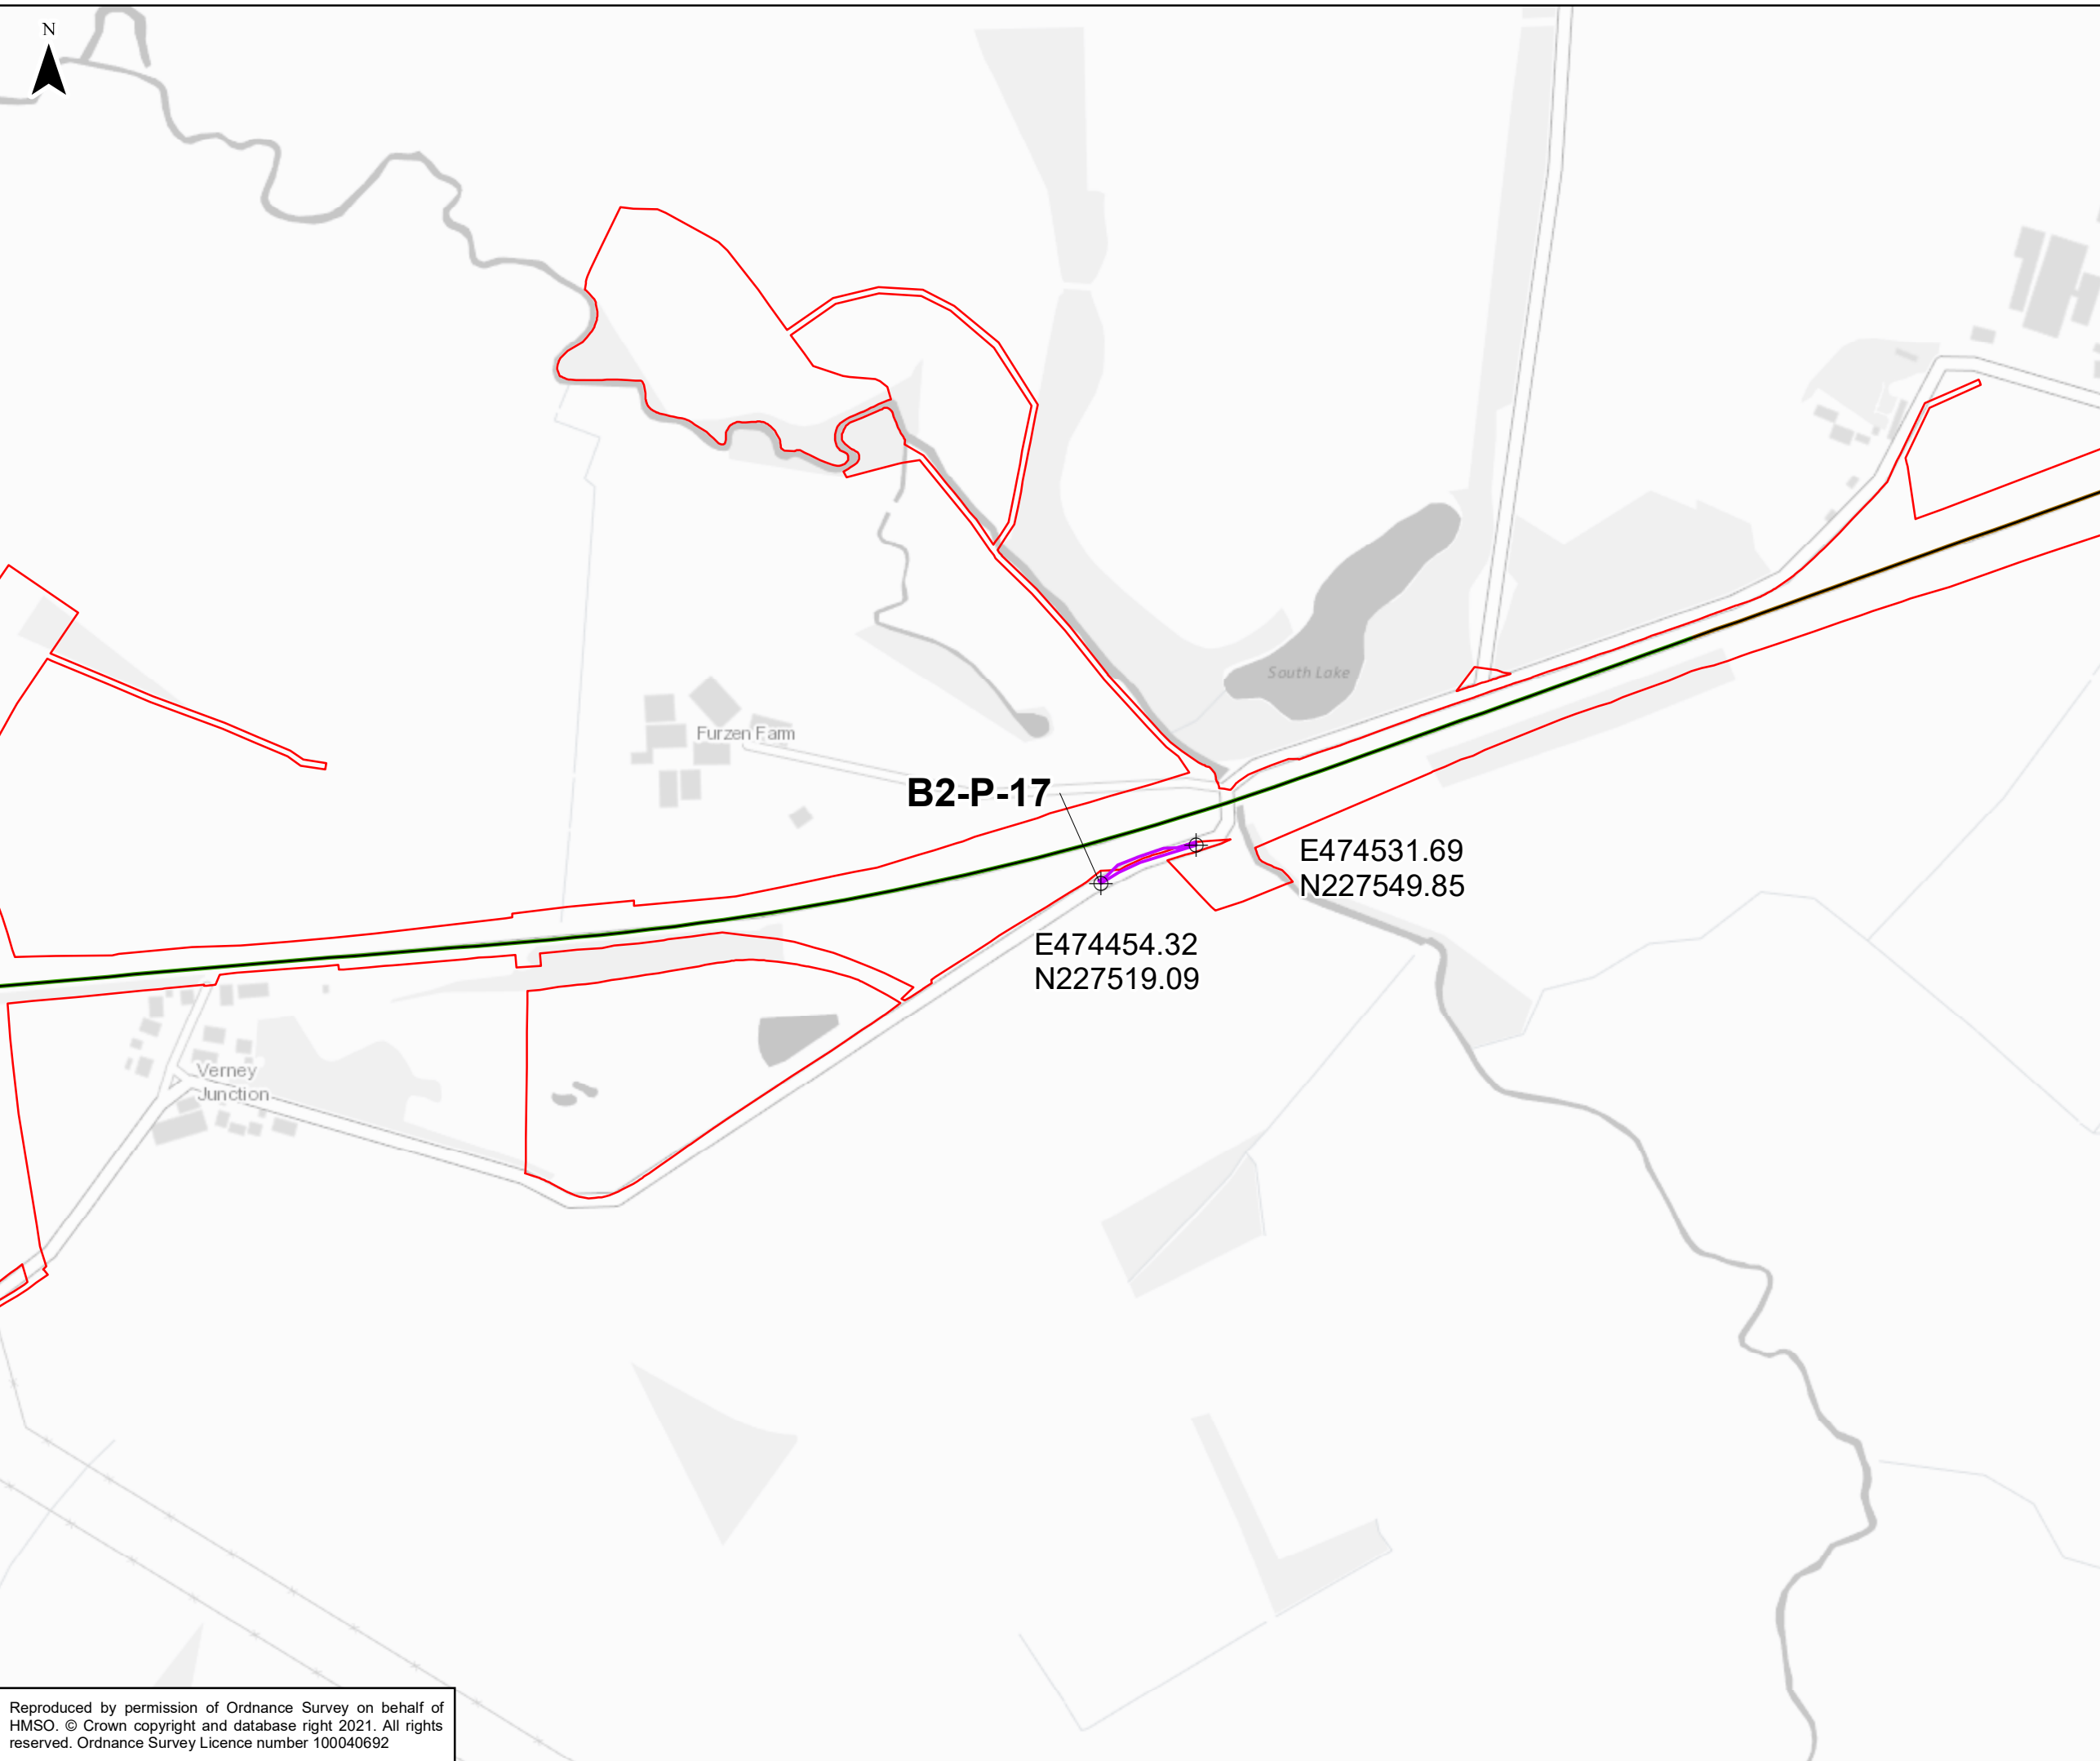 N
South Lake
Furzen Farm
B2-P-17
E474531.69
N227549.85
E474454.32
N227519.09
Verney
Junction
Reproduced by permission of Ordnance Survey on behalf of
HMSO. © Crown copyright and database right 2021. All rights
reserved. Ordnance Survey Licence number 100040692